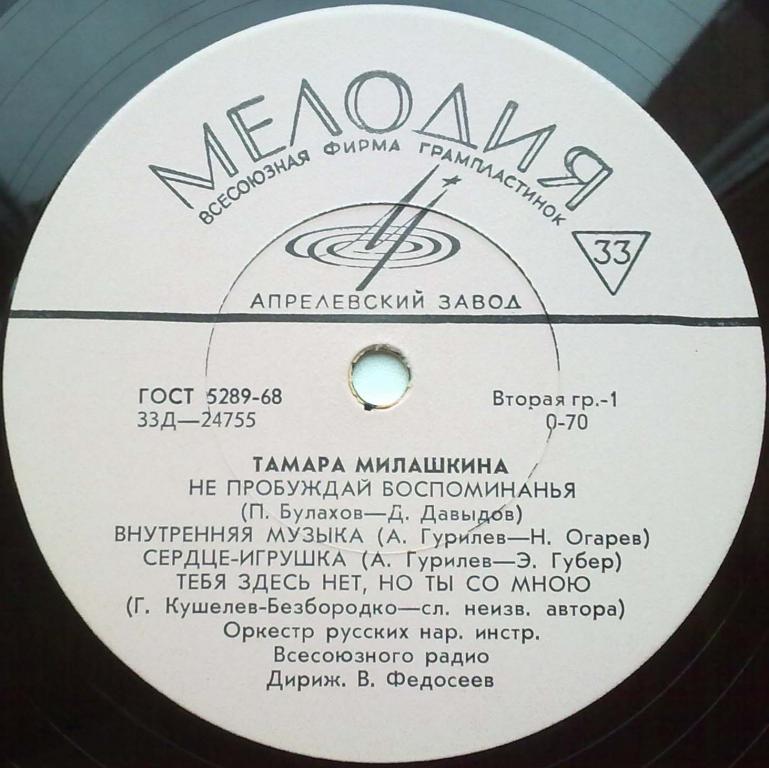 МЕЛОДИЯ
ВСЕСОЮЗНАЯ ФИРМА ГРАМПЛАСТИНОК
33
АПРЕЛЕВСКИЙ ЗАВОД
ГОСТ 5289-68
33Д—24755
Вторая гр.-1
0-70
ТАМАРА МИЛАШКИНА
НЕ ПРОБУЖДАЙ ВОСПОМИНАНЬЯ
(П. Булахов—Д. Давыдов)
ВНУТРЕННЯЯ МУЗЫКА (А. Гурилев—Н. Огарев)
СЕРДЦЕ-ИГРУШКА (А. Гурилев—Э. Губер)
ТЕБЯ ЗДЕСЬ НЕТ, НО ТЫ СО МНОЮ
(Г. Кушелев-Безбородко—сл. неизв. автора)
Оркестр русских нар. инстр.
Всесоюзного радио
Дириж. В. Федосеев